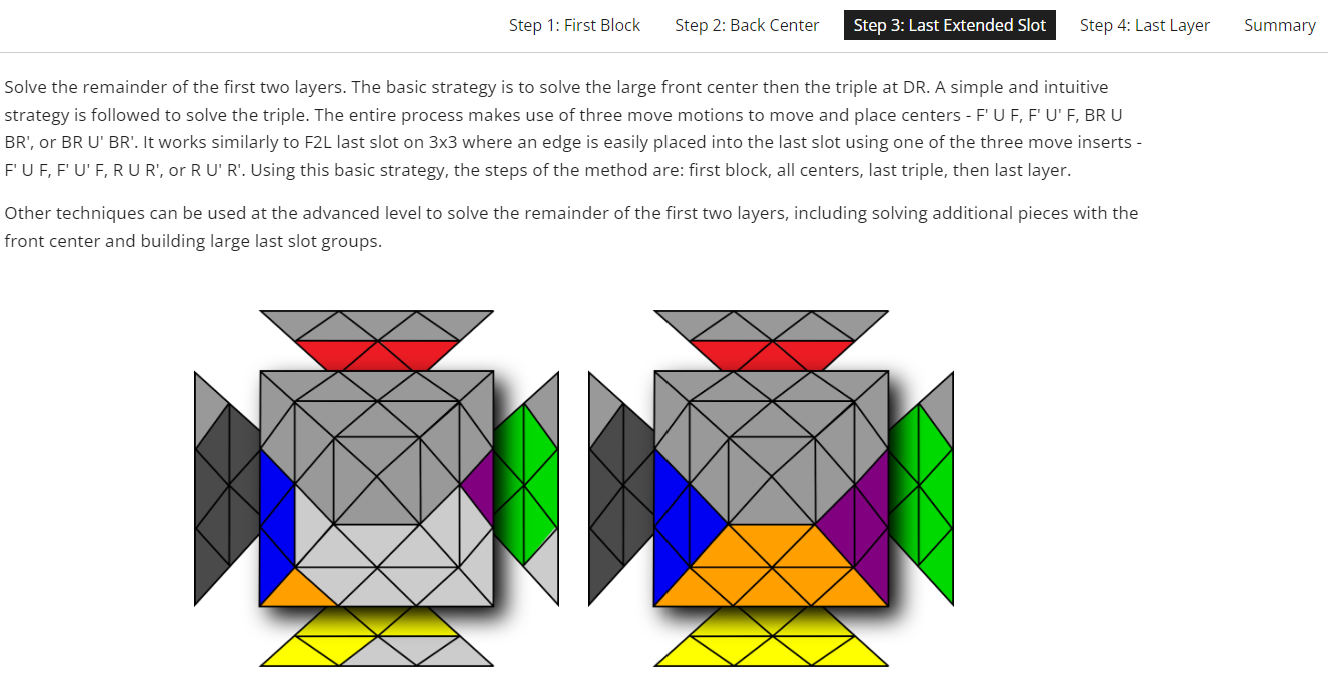 Step 1: First Block Step 2: Back Center Step 3: Last Extended Slot Step 4: Last Layer Summary
Solve the remainder of the first two layers. The basic strategy is to solve the large front center then the triple at DR. A simple and intuitive
strategy is followed to solve the triple. The entire process makes use of three move motions to move and place centers - F' U F, F' U' F, BR U
BR', or BR U' BR'. It works similarly to F2L last slot on 3x3 where an edge is easily placed into the last slot using one of the three move inserts -
F' U F, F' U' F, R U R', or R U' R'. Using this basic strategy, the steps of the method are: first block, all centers, last triple, then last layer.
Other techniques can be used at the advanced level to solve the remainder of the first two layers, including solving additional pieces with the
front center and building large last slot groups.